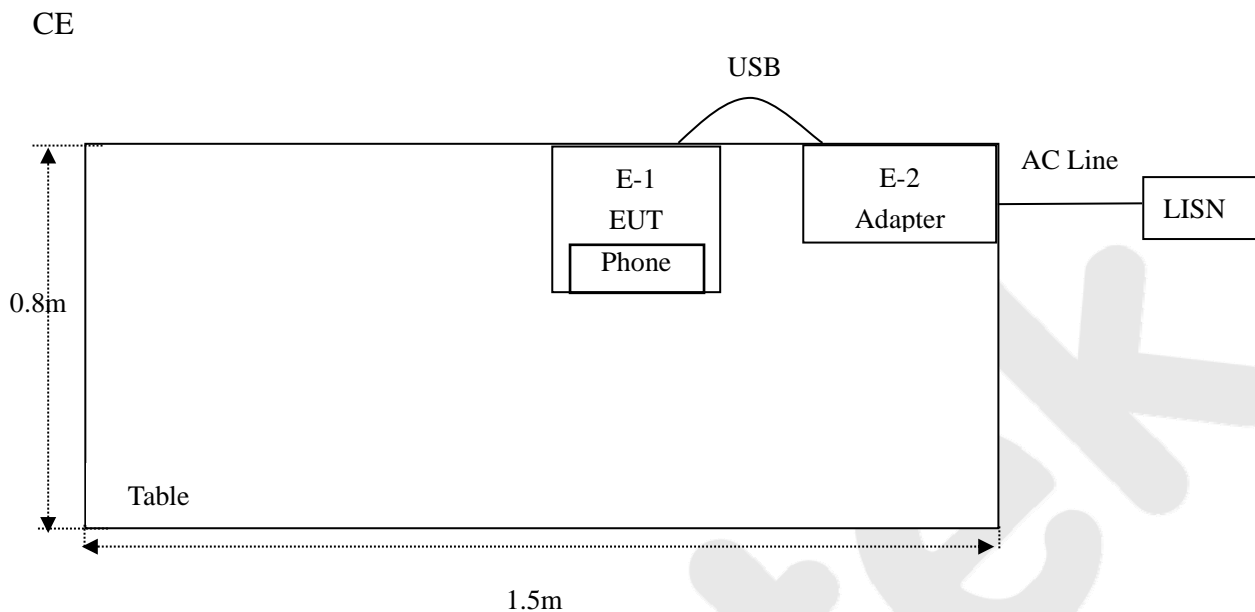 CE
USB
AC Line
E-1
EUT
Phone
E-2
Adapter
LISN
0.8m
Table
1.5m